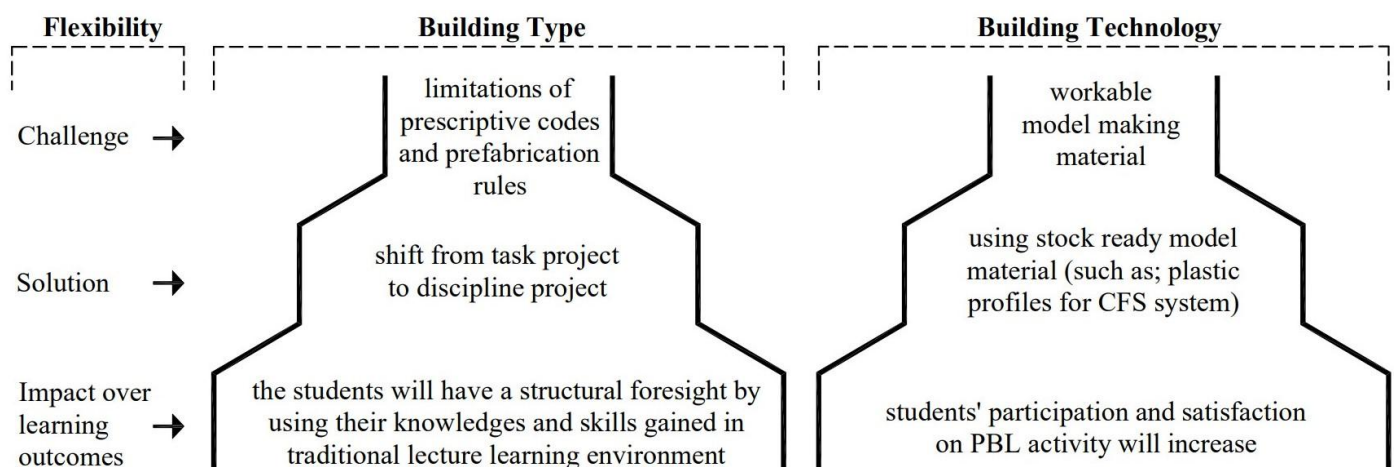 Flexibility
Building Type
Building Technology
Challenge
limitations of
prescriptive codes
and prefabrication
rules
workable
model making
material
Solution
shift from task project
to discipline project
using stock ready model
material (such as; plastic
profiles for CFS system)
Impact over
learning
outcomes
the students will have a structural foresight by
using their knowledges and skills gained in
traditional lecture learning environment
students' participation and satisfaction
on PBL activity will increase